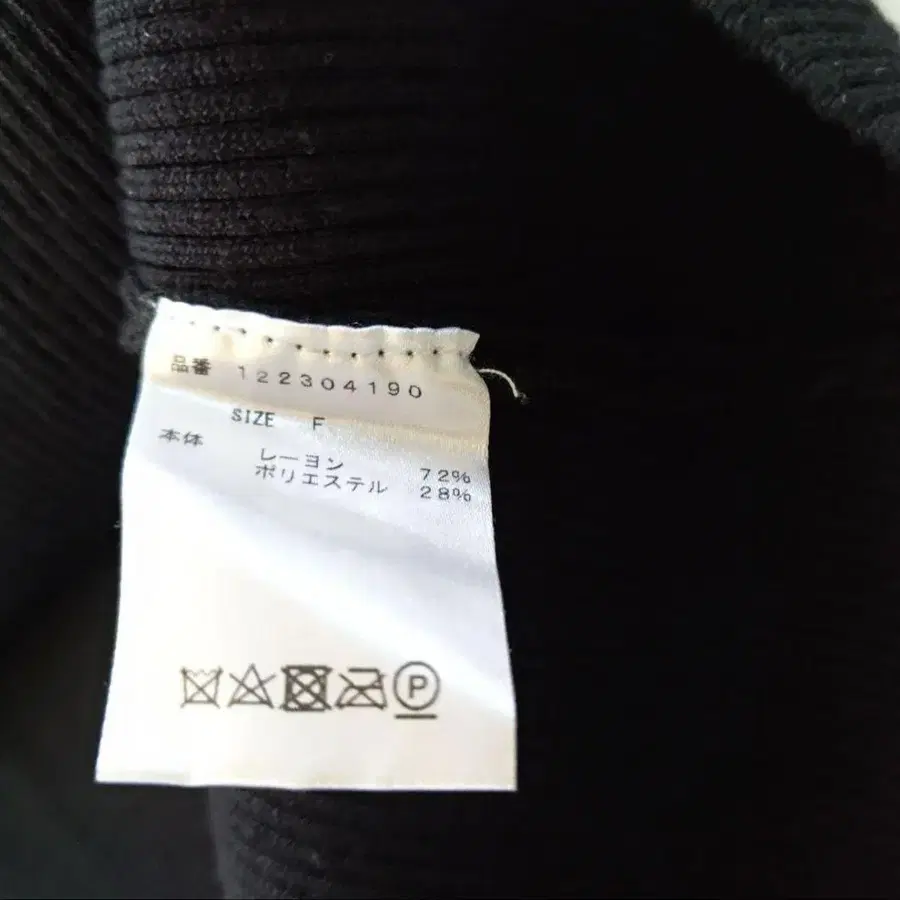 品番 122304190
SIZE F
本体
レーヨン 72%
ポリエステル 28%
P